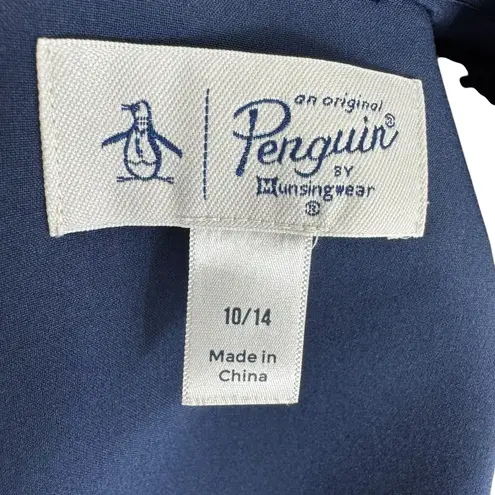 an original
Penguin®
BY
Munsingwear
®
10/14
Made in
China